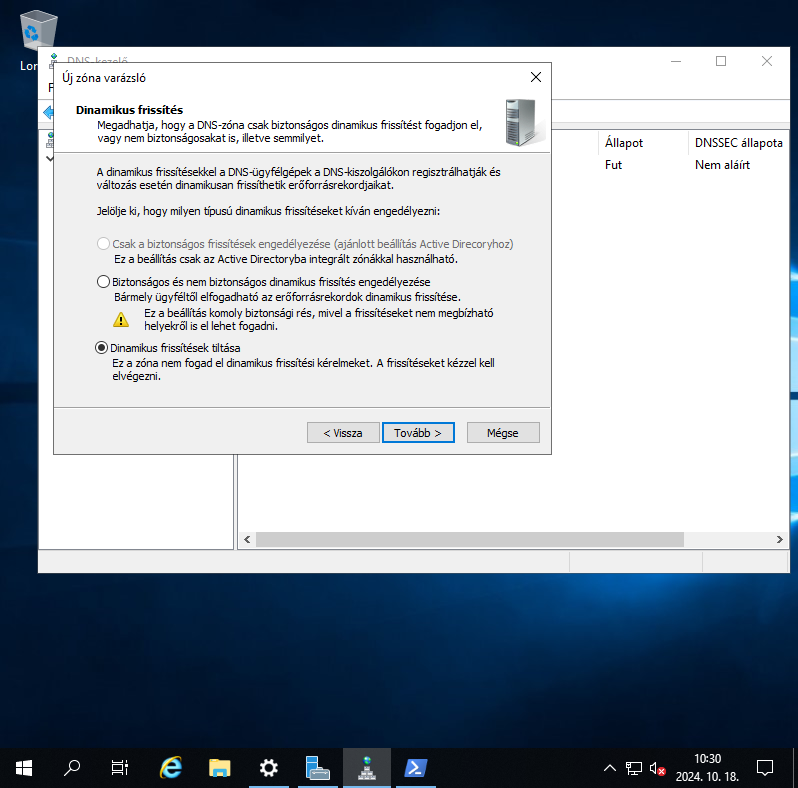 Lor
DNS-kezelő
F
Új zóna varázsló
Dinamikus frissítés
Megadhatja, hogy a DNS-zóna csak biztonságos dinamikus frissítést fogadjon el,
vagy nem biztonságosakat is, illetve semmilyet.
A dinamikus frissítésekkel a DNS-ügyfélgépek a DNS-kiszolgálókon regisztrálhatják és
változás esetén dinamikusan frissíthetik erőforrásrekordjaikat.
Jelölje ki, hogy milyen típusú dinamikus frissítéseket kíván engedélyezni:
Csak a biztonságos frissítések engedélyezése (ajánlott beállítás Active Direcoryhoz)
Ez a beállítás csak az Active Directoryba integrált zónákkal használható.
Biztonságos és nem biztonságos dinamikus frissítés engedélyezése
Bármely ügyféltől elfogadható az erőforrásrekordok dinamikus frissítése.
Ez a beállítás komoly biztonsági rés, mivel a frissítéseket nem megbízható
helyekről is el lehet fogadni.
Dinamikus frissítések tiltása
Ez a zóna nem fogad el dinamikus frissítési kérelmeket. A frissítéseket kézzel kell
elvégezni.
< Vissza
Tovább >
Mégse
Állapot
DNSSEC állapota
Fut
Nem aláírt
10:30
2024. 10. 18.